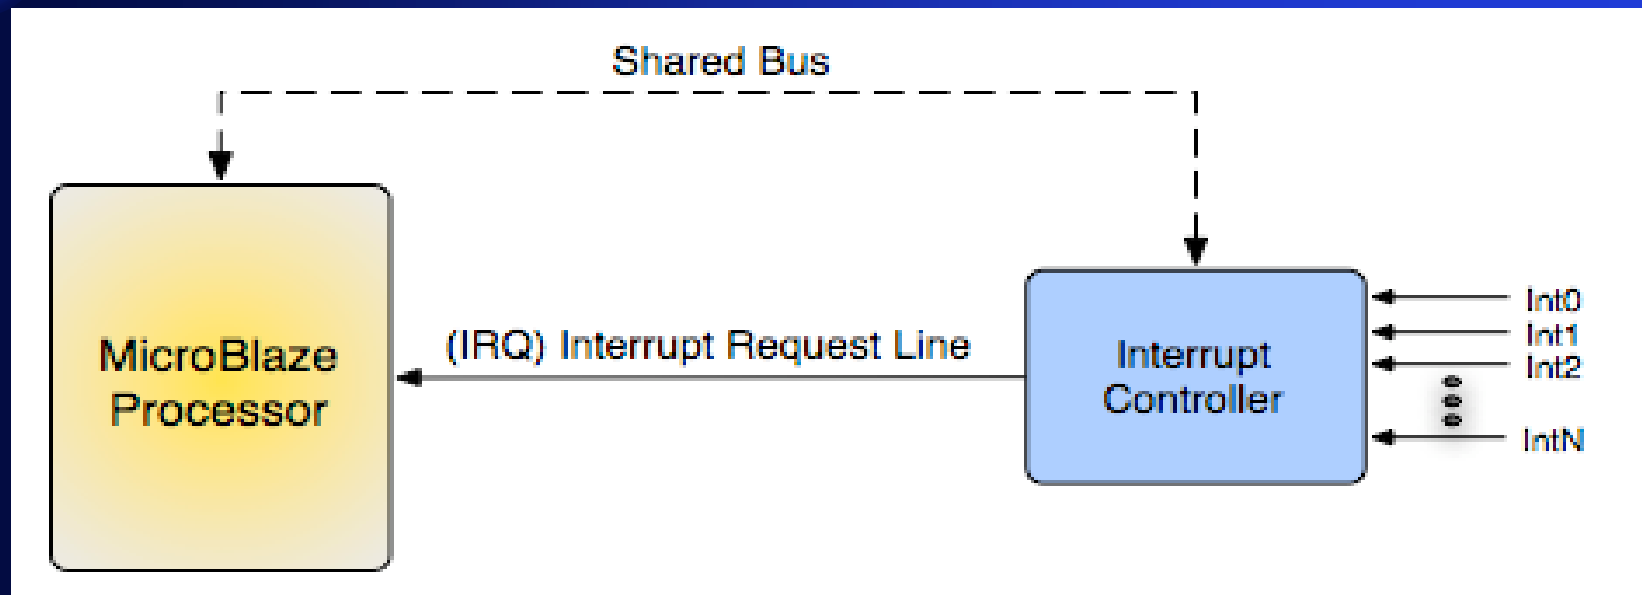 Shared Bus
MicroBlaze
Processor
(IRQ) Interrupt Request Line
Interrupt
Controller
Int0
Int1
Int2
IntN